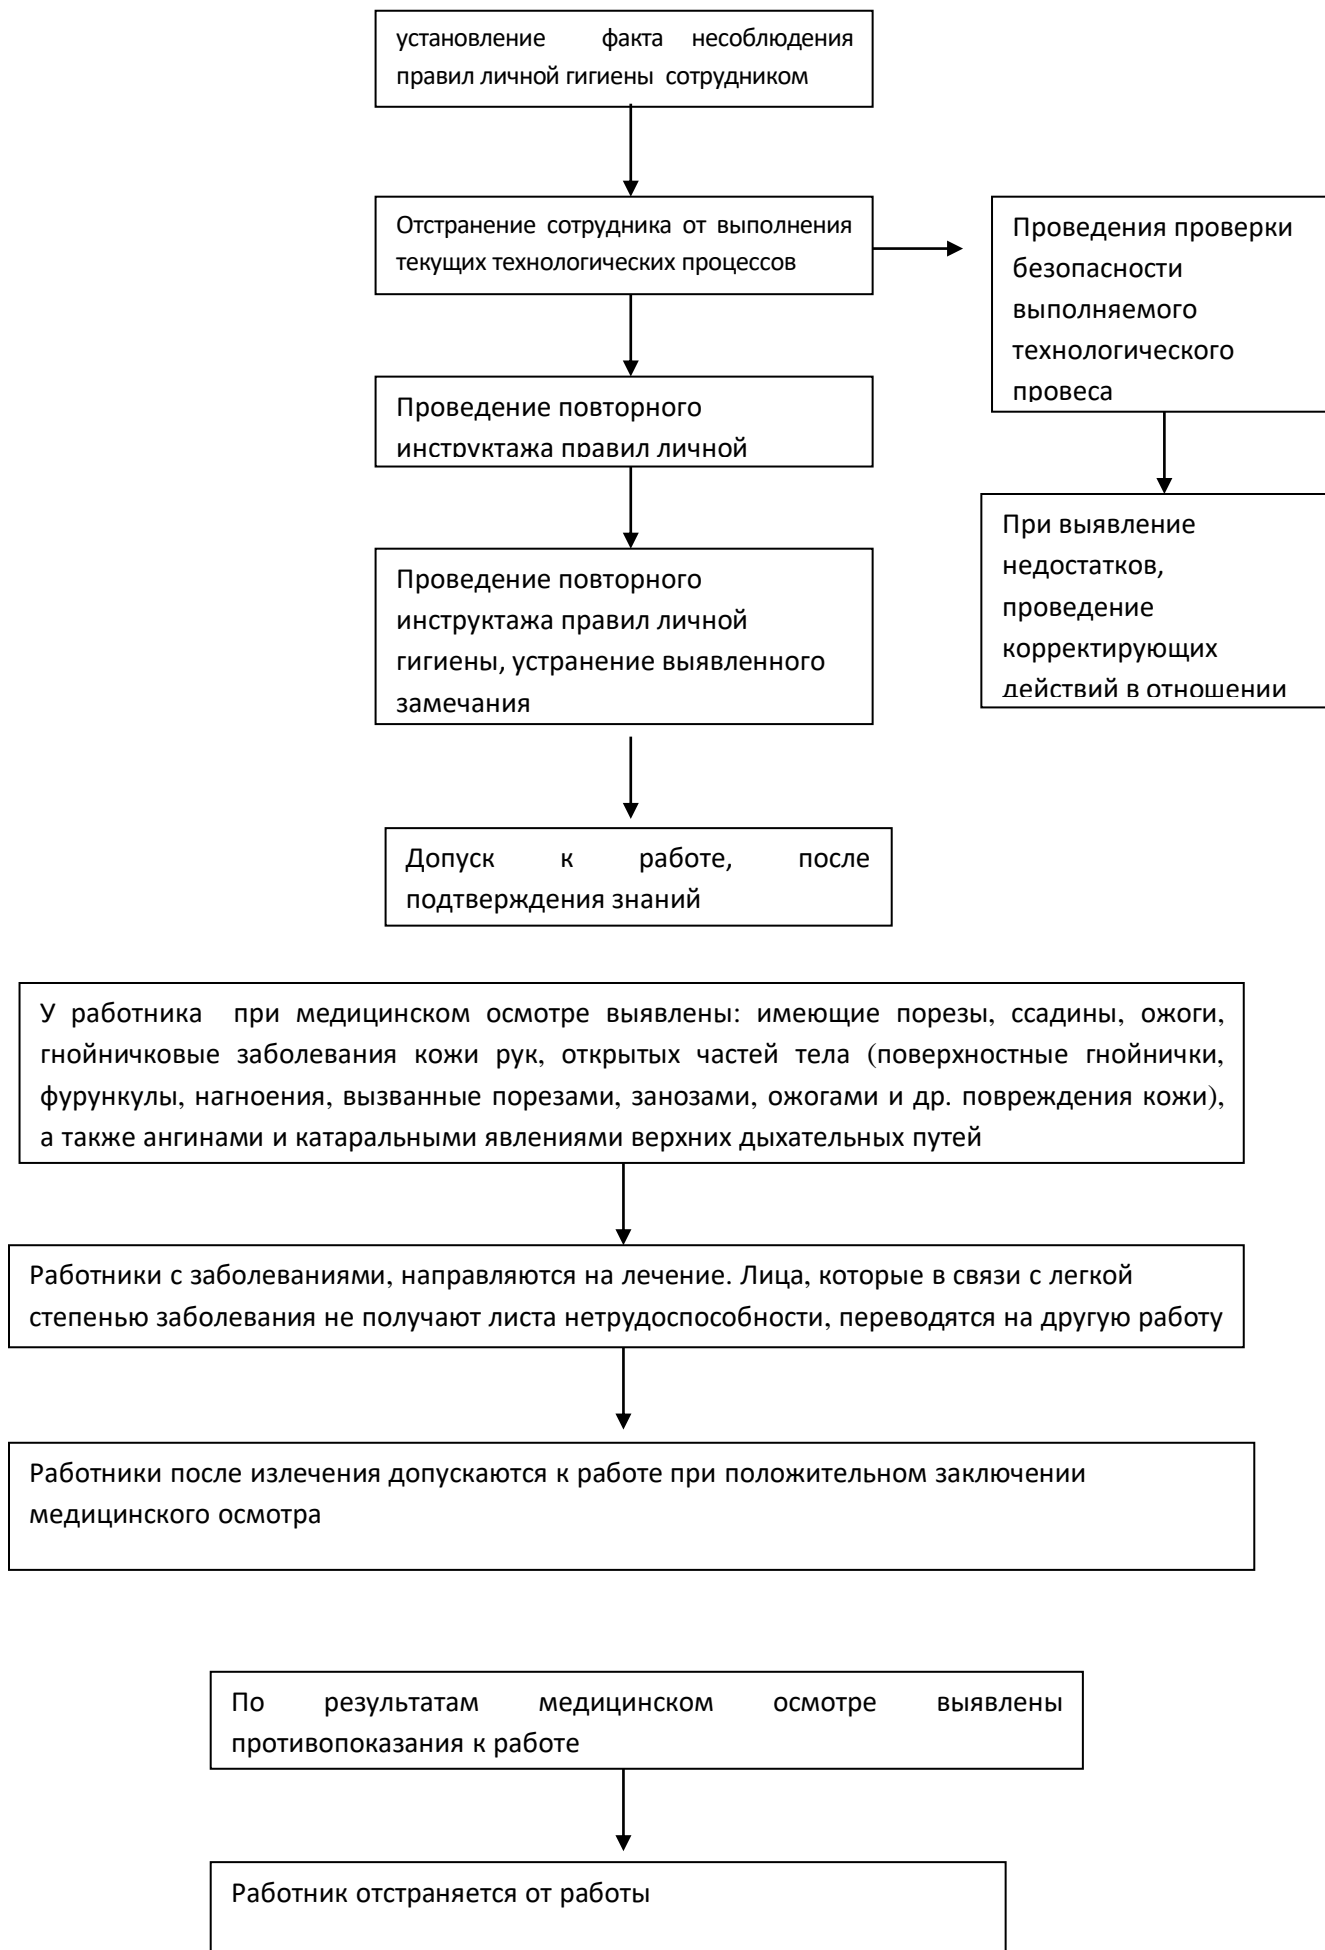 установление факта несоблюдения
правил личной гигиены сотрудником
Отстранение сотрудника от выполнения
текущих технологических процессов
Проведения проверки
безопасности
выполняемого
технологического
провеса
Проведение повторного
инструктажа правил личной
При выявление
недостатков,
проведение
корректирующих
действий в отношении
Проведение повторного
инструктажа правил личной
гигиены, устранение выявленного
замечания
Допуск к работе, после
подтверждения знаний
У работника при медицинском осмотре выявлены: имеющие порезы, ссадины, ожоги,
гнойничковые заболевания кожи рук, открытых частей тела (поверхностные гнойнички,
фурункулы, нагноения, вызванные порезами, занозами, ожогами и др. повреждения кожи),
а также ангинами и катаральными явлениями верхних дыхательных путей
Работники с заболеваниями, направляются на лечение. Лица, которые в связи с легкой
степенью заболевания не получают листа нетрудоспособности, переводятся на другую работу
Работники после излечения допускаются к работе при положительном заключении
медицинского осмотра
По результатам медицинском осмотре выявлены
противопоказания к работе
Работник отстраняется от работы